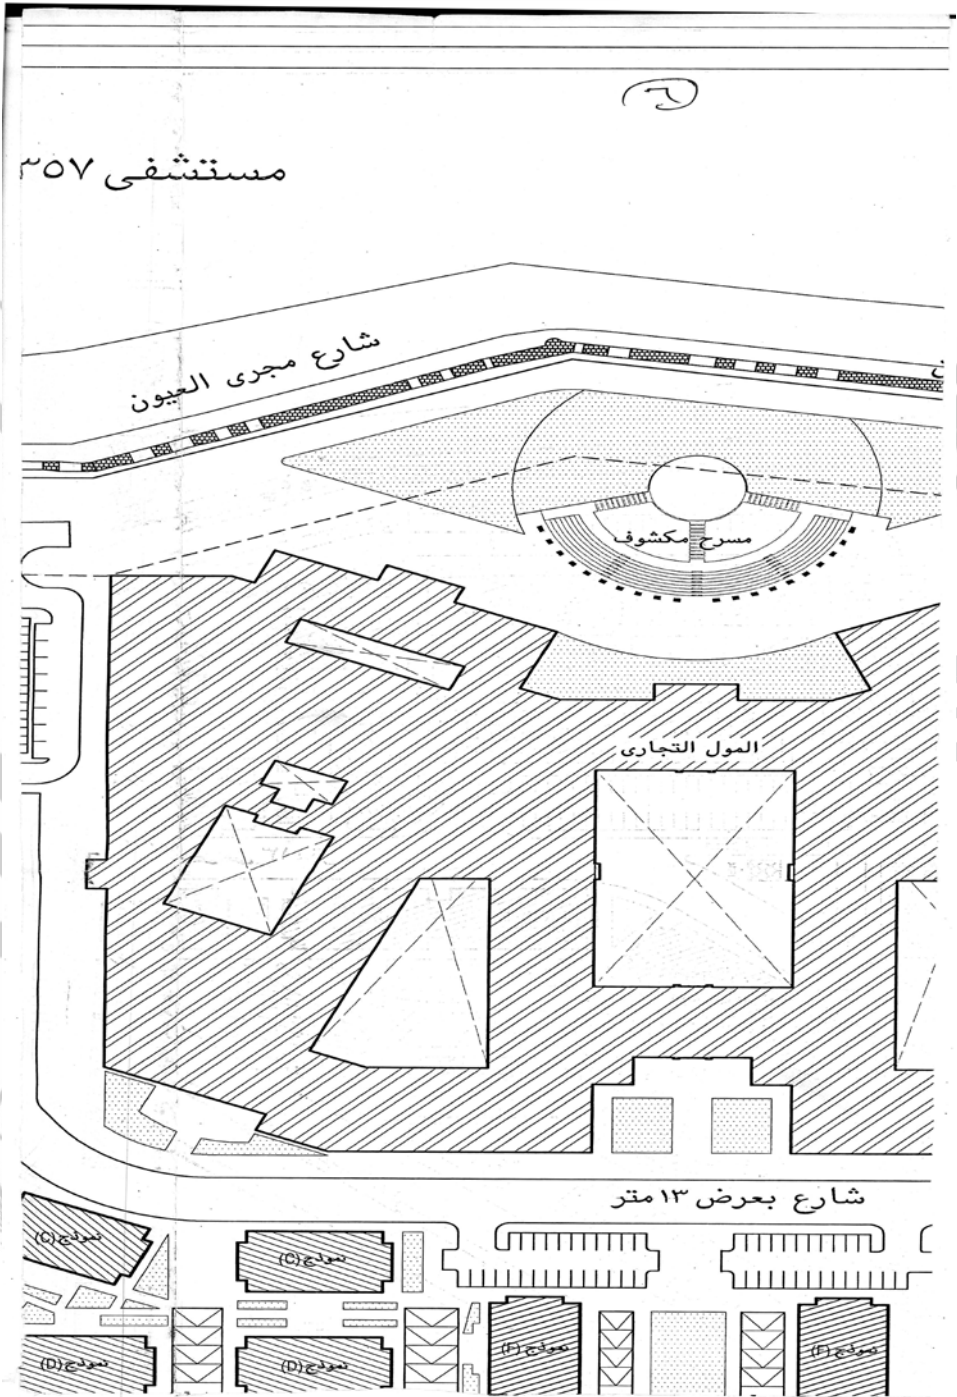 ٦
مستشفى ٣٥٧
شارع مجرى العيون
مسرح مكشوف
المول التجارى
شارع بعرض ١٣ متر
نموذج (C)
نموذج (C)
نموذج (D)
نموذج (D)
نموذج (F)
نموذج (F)